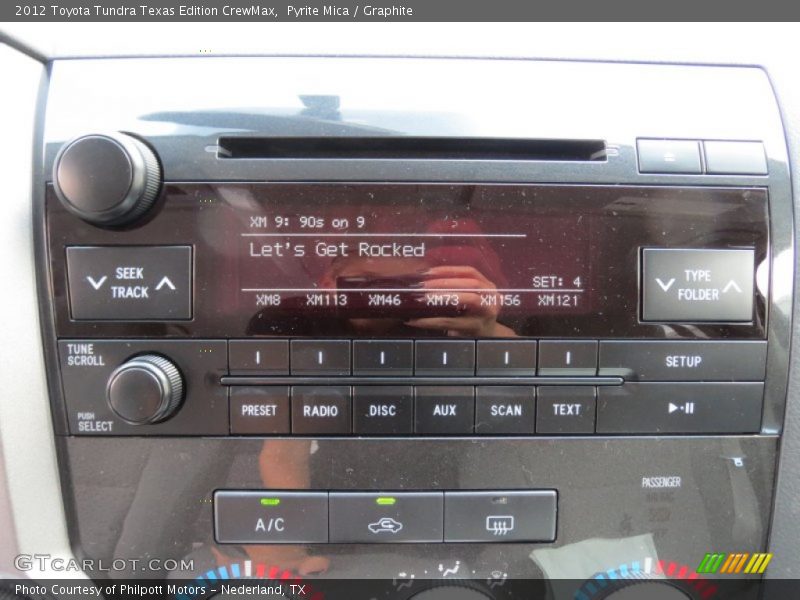 2012 Toyota Tundra Texas Edition CrewMax, Pyrite Mica / Graphite
XM 9: 90s on 9
Let's Get Rocked
SET: 4
XM8 XM113 XM46 XM73 XM156 XM121
SEEK
TRACK
TYPE
FOLDER
TUNE
SCROLL
SETUP
PUSH
SELECT
PRESET RADIO DISC AUX SCAN TEXT
PASSENGER
A/C
GTCARLOT.COM
Photo Courtesy of Philpott Motors - Nederland, TX